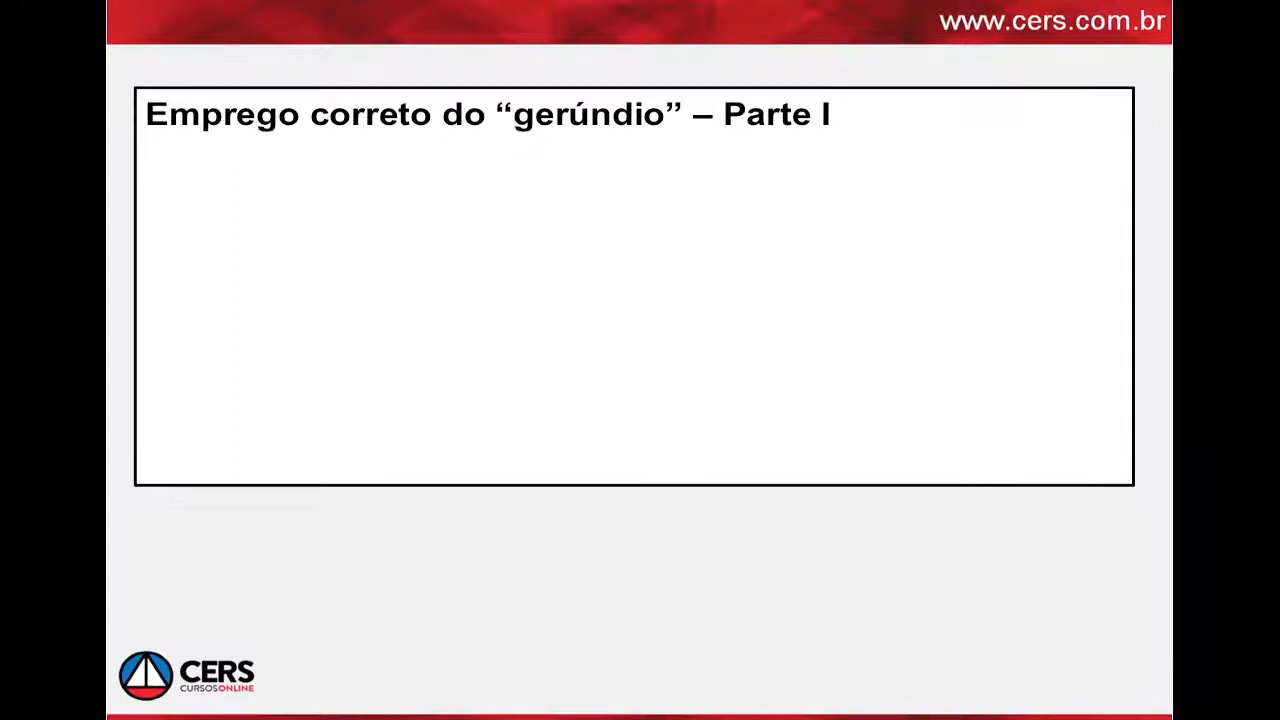 www.cers.com.br
Emprego correto do “gerúndio” – Parte I
CERS
CURSOSONLINE